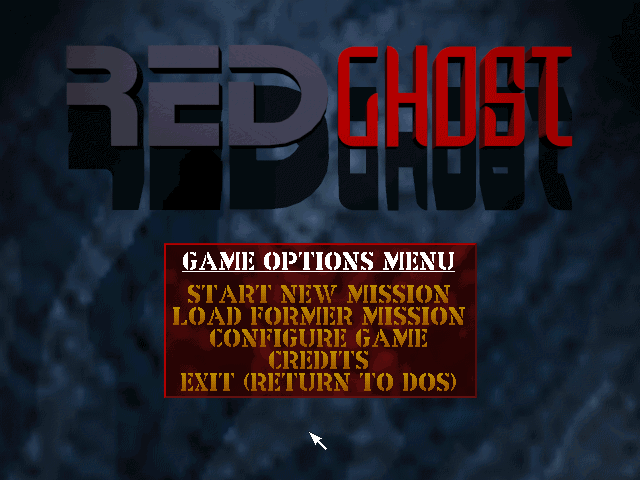 RED GHOST
GAME OPTIONS MENU
START NEW MISSION
LOAD FORMER MISSION
CONFIGURE GAME
CREDITS
EXIT (RETURN TO DOS)